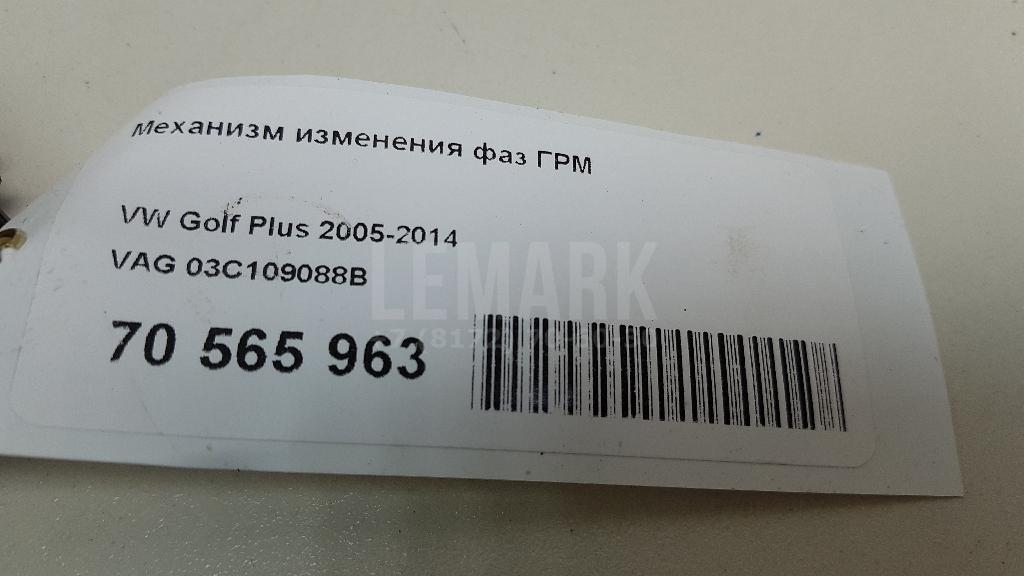 Механизм изменения фаз ГРМ
VW Golf Plus 2005-2014
VAG 03C109088B
LEMARK
70 565 963